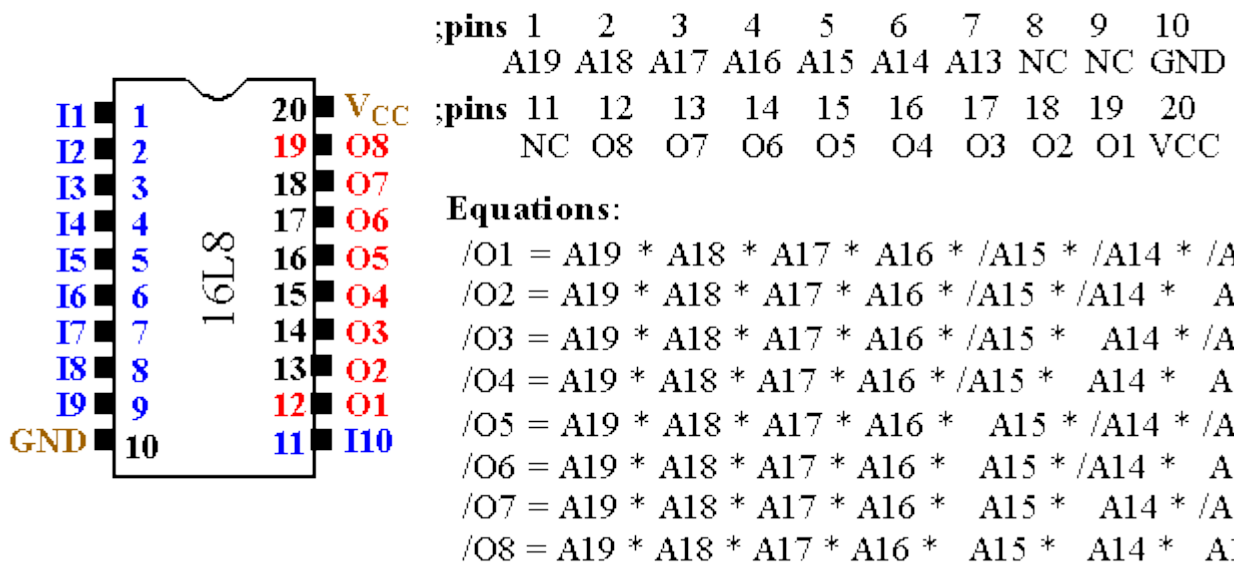 I1 1 20 VCC
I2 2 19 O8
I3 3 18 O7
I4 4 17 O6
I5 5 16 O5
I6 6 15 O4
I7 7 14 O3
I8 8 13 O2
I9 9 12 O1
GND 10 11 I10
16L8
;pins 1 2 3 4 5 6 7 8 9 10
A19 A18 A17 A16 A15 A14 A13 NC NC GND
;pins 11 12 13 14 15 16 17 18 19 20
NC O8 O7 O6 O5 O4 O3 O2 O1 VCC
Equations:
/O1 = A19 * A18 * A17 * A16 * /A15 * /A14 * /A
/O2 = A19 * A18 * A17 * A16 * /A15 * /A14 * A
/O3 = A19 * A18 * A17 * A16 * /A15 * A14 * /A
/O4 = A19 * A18 * A17 * A16 * /A15 * A14 * A
/O5 = A19 * A18 * A17 * A16 * A15 * /A14 * /A
/O6 = A19 * A18 * A17 * A16 * A15 * /A14 * A
/O7 = A19 * A18 * A17 * A16 * A15 * A14 * /A
/O8 = A19 * A18 * A17 * A16 * A15 * A14 * A1